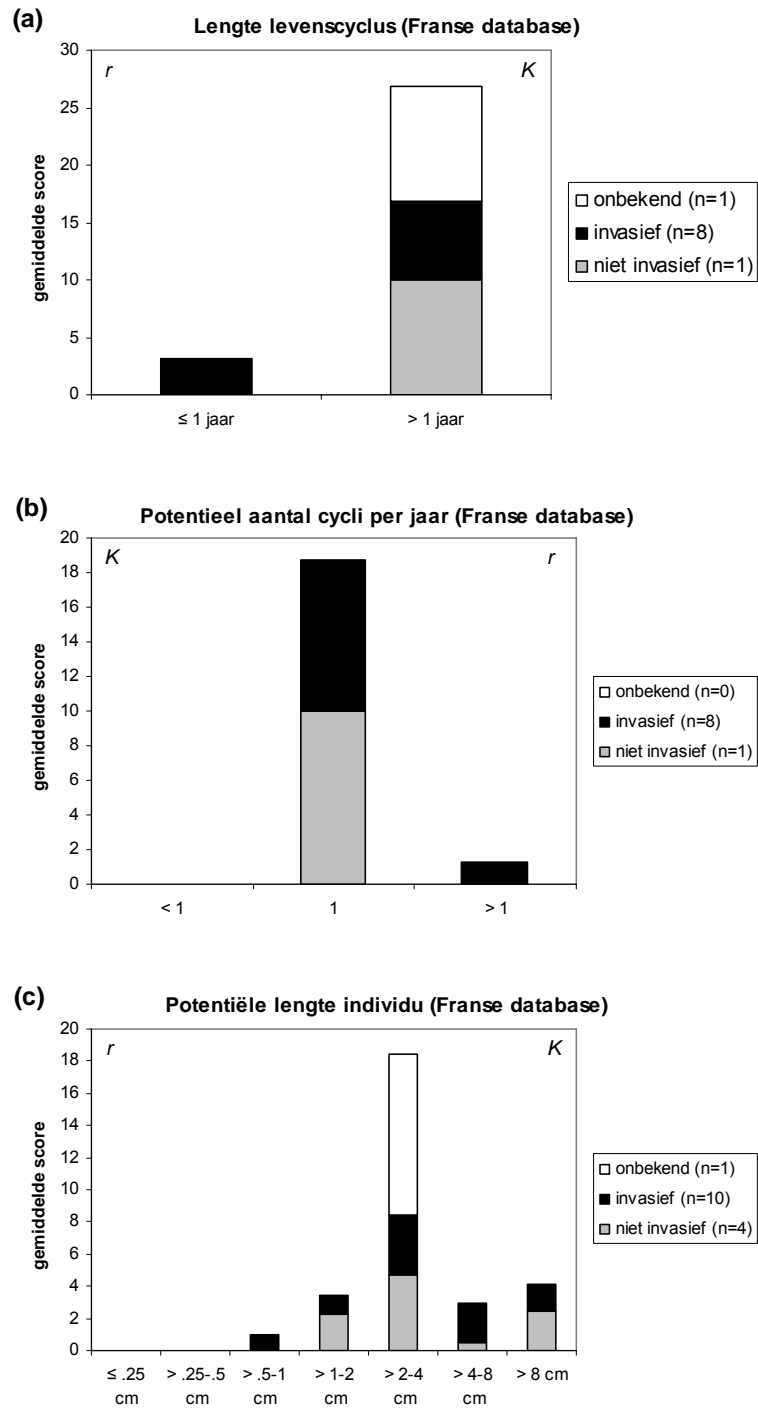 (a)
Lengte levenscyclus (Franse database)
30
25
20
15
10
5
0
gemiddelde score
r
K
≤ 1 jaar
> 1 jaar
onbekend (n=1)
invasief (n=8)
niet invasief (n=1)
(b)
Potentieel aantal cycli per jaar (Franse database)
20
18
16
14
12
10
8
6
4
2
0
gemiddelde score
K
r
< 1
1
> 1
onbekend (n=0)
invasief (n=8)
niet invasief (n=1)
(c)
Potentiële lengte individu (Franse database)
20
18
16
14
12
10
8
6
4
2
0
gemiddelde score
r
K
≤ .25 > .25-.5 > .5-1 > 1-2 > 2-4 > 4-8 > 8 cm
cm cm cm cm cm cm
onbekend (n=1)
invasief (n=10)
niet invasief (n=4)